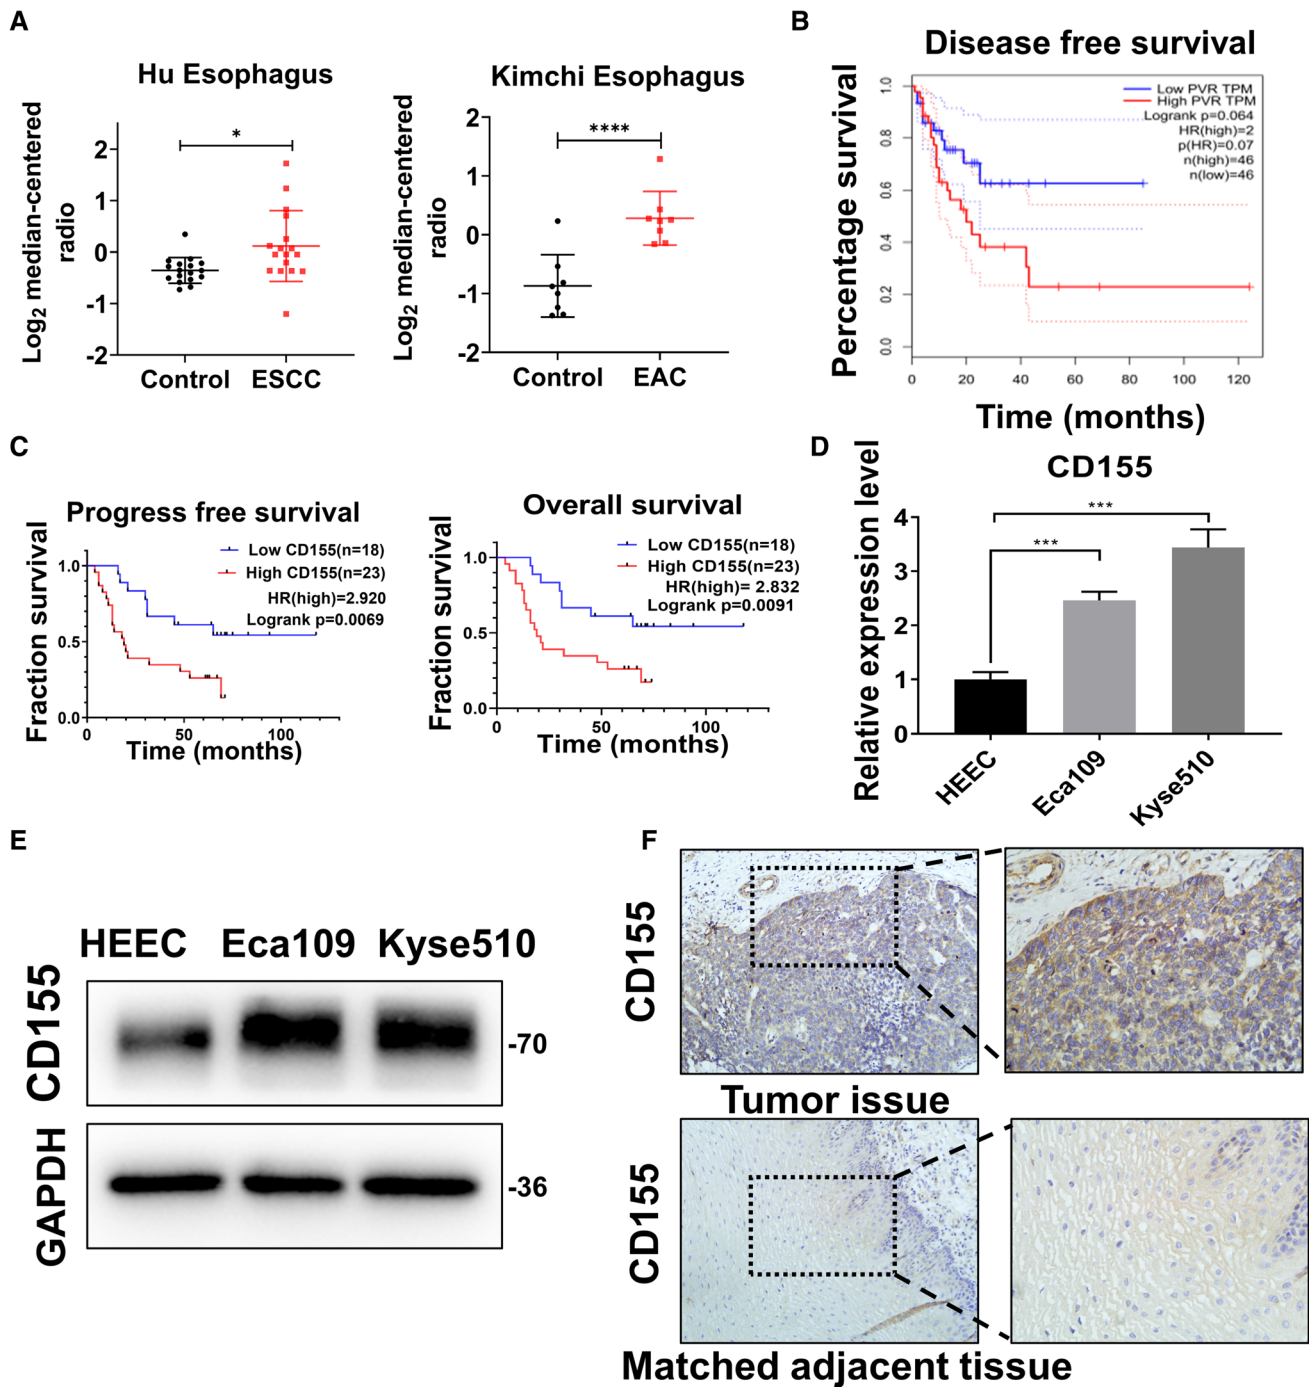 A
Hu Esophagus
Log2 median-centered
radio
2
1
0
-1
-2
*
Control
ESCC
Kimchi Esophagus
Log2 median-centered
radio
2
1
0
-1
-2
****
Control
EAC
B
Disease free survival
Percentage survival
1.0
0.8
0.6
0.4
0.2
0.0
Low PVR TPM
High PVR TPM
Logrank p=0.064
HR(high)=2
p(HR)=0.07
n(high)=46
n(low)=46
0 20 40 60 80 100 120
Time (months)
C
Progress free survival
Fraction survival
1.0
0.5
0.0
Low CD155(n=18)
High CD155(n=23)
HR(high)=2.920
Logrank p=0.0069
0 50 100
Time (months)
Overall survival
Fraction survival
1.0
0.5
0.0
Low CD155(n=18)
High CD155(n=23)
HR(high)= 2.832
Logrank p=0.0091
0 50 100
Time (months)
D
CD155
Relative expression level
4
3
2
1
0
***
***
HEEC
Eca109
Kyse510
E
HEEC Eca109 Kyse510
CD155
-70
GAPDH
-36
F
CD155
Tumor issue
CD155
Matched adjacent tissue